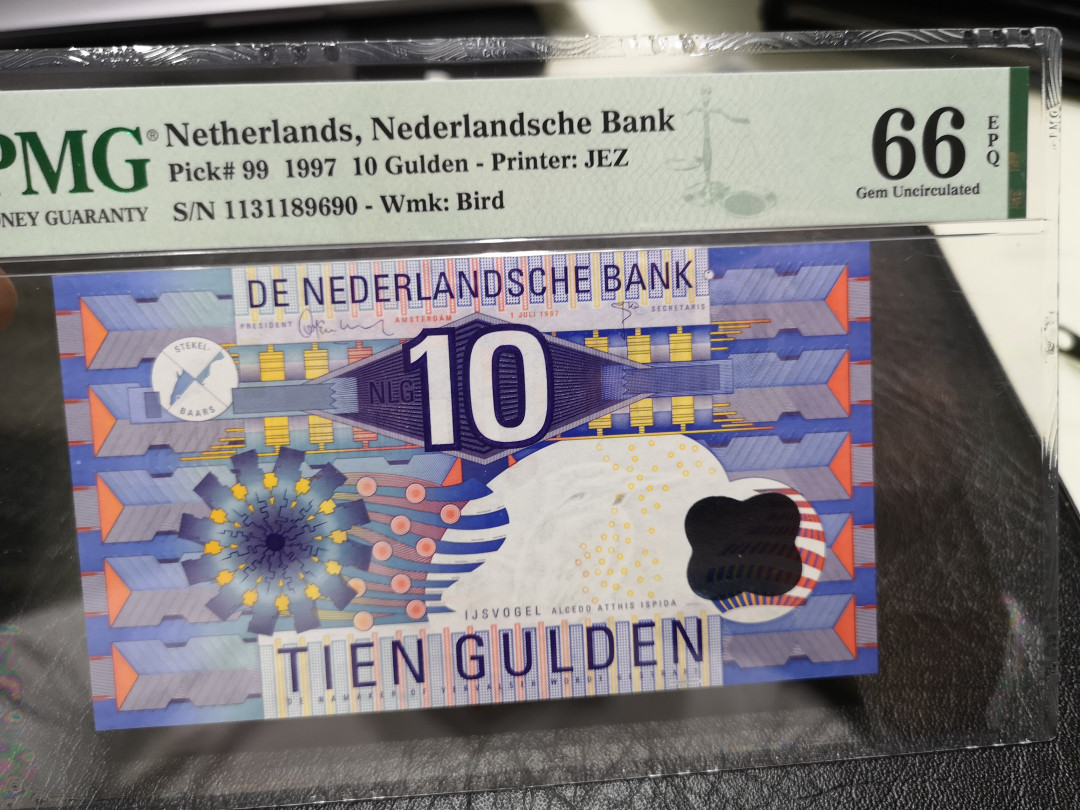 PMG®
Netherlands, Nederlandsche Bank
Pick# 99 1997 10 Gulden - Printer: JEZ
S/N 1131189690 - Wmk: Bird
66
EPQ
Gem Uncirculated
GUARANTY
DE NEDERLANDSCHE BANK
PRESIDENT
AMSTERDAM
1 JULI 1997
SECRETARIS
STEKEL-
BAARS
NLG
10
IJSVOGEL ALCEDO ATTHIS ISPIDA
TIEN GULDEN